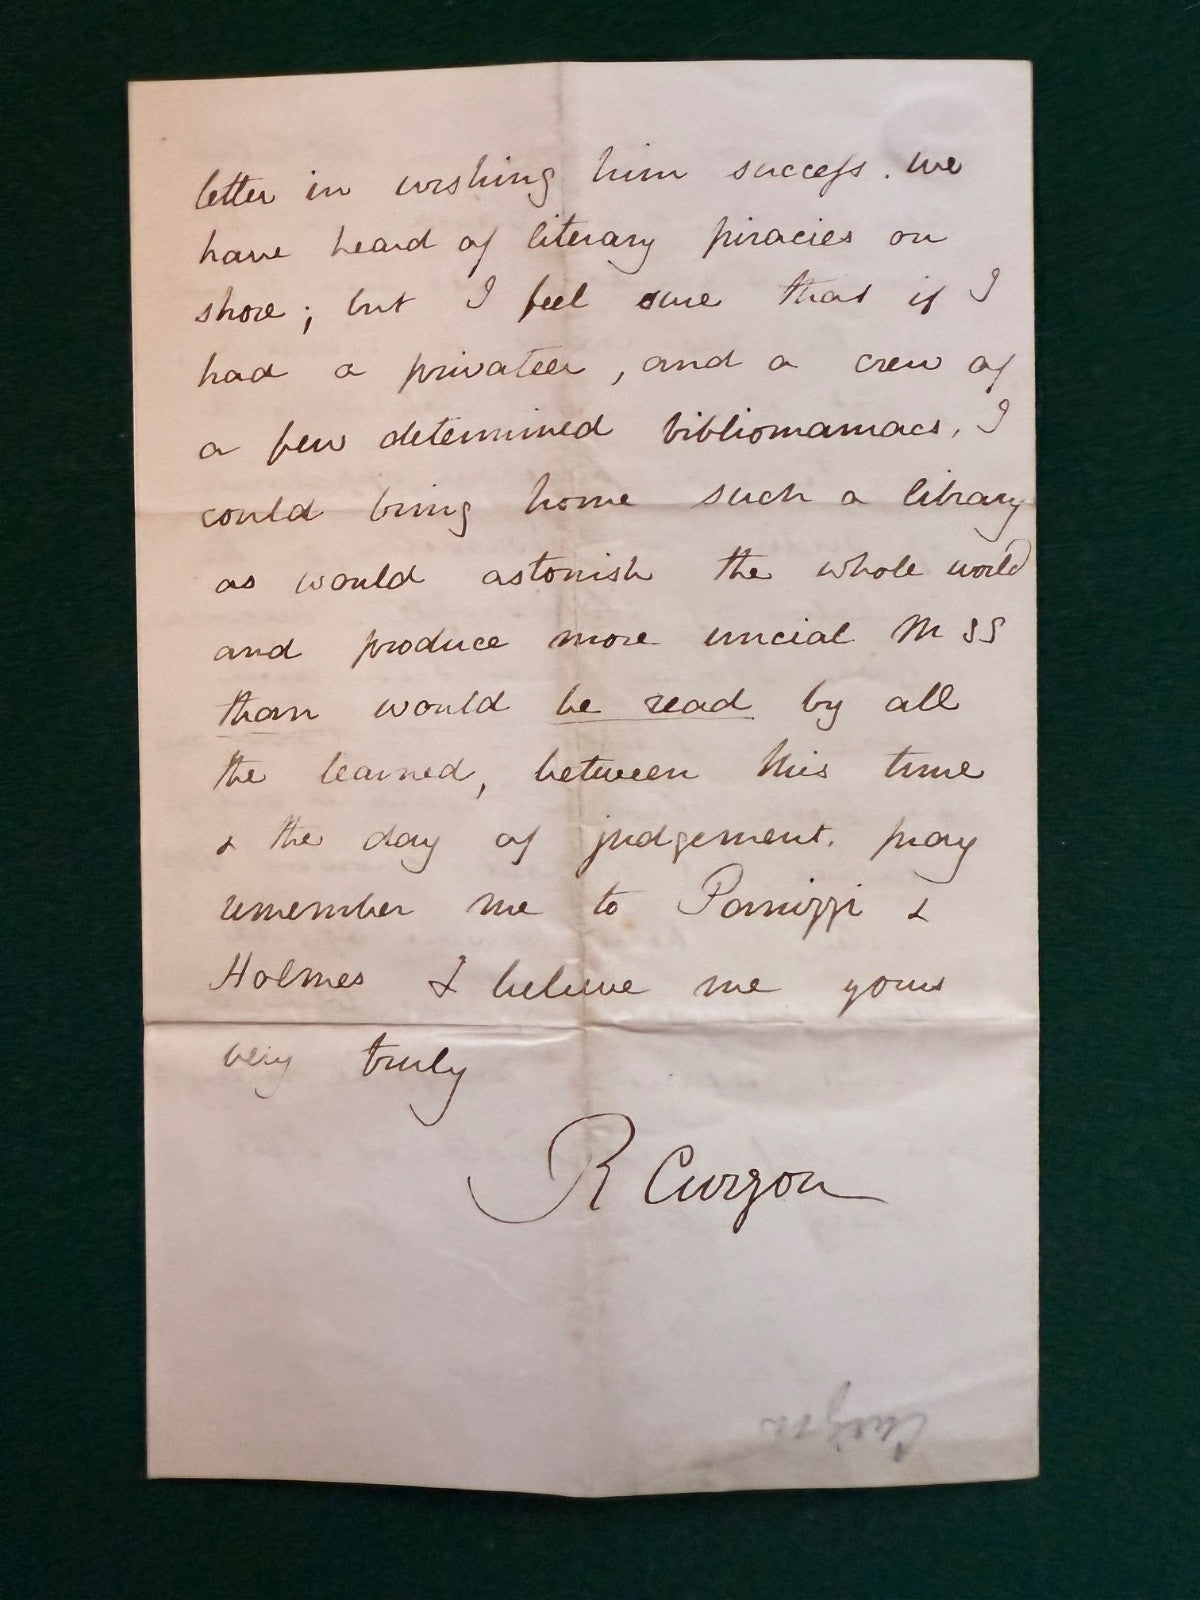 letter in wishing him success. we
have heard of literary piracies on
shore; but I feel sure that if I
had a privateer, and a crew of
a few determined bibliomaniacs, I
could bring home such a library
as would astonish the whole world
and produce more uncial MSS
than would be read by all
the learned, between this time
& the day of judgement. pray
remember me to Pannizzi &
Holmes & believe me yours
very truly
R Curzon
Curzon